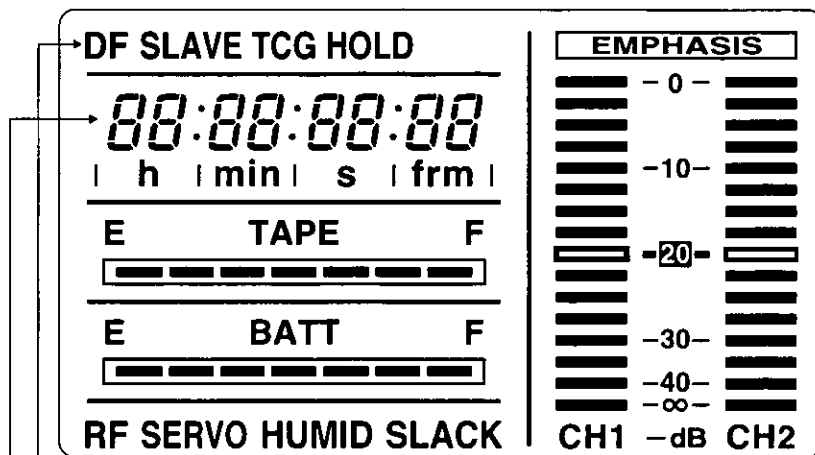 DF SLAVE TCG HOLD
88:88:88:88
h min s frm
E TAPE F
E BATT F
RF SERVO HUMID SLACK
EMPHASIS
-0-
-10-
-20-
-30-
-40-
-∞-
CH1 -dB CH2